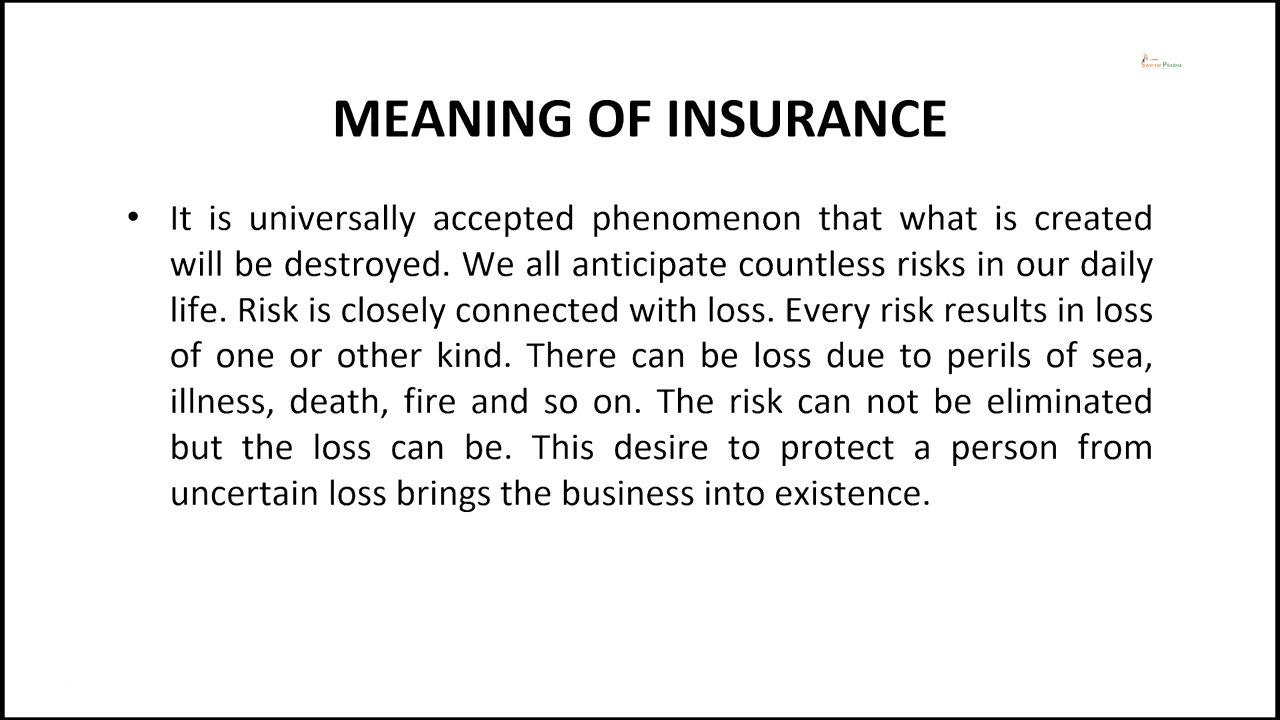 SWAYAM PRABHA
MEANING OF INSURANCE
• It is universally accepted phenomenon that what is created
will be destroyed. We all anticipate countless risks in our daily
life. Risk is closely connected with loss. Every risk results in loss
of one or other kind. There can be loss due to perils of sea,
illness, death, fire and so on. The risk can not be eliminated
but the loss can be. This desire to protect a person from
uncertain loss brings the business into existence.